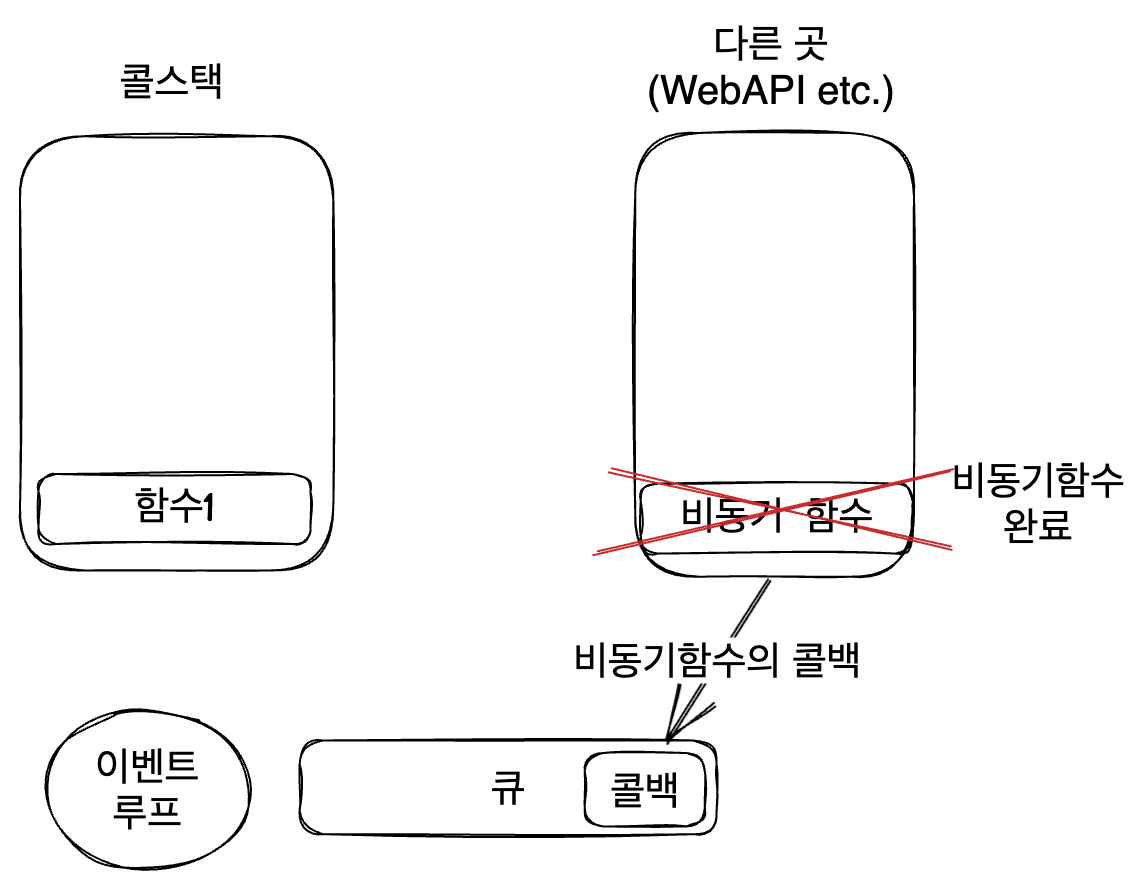 콜스택
다른 곳
(WebAPI etc.)
함수1
비동기 함수
비동기함수
완료
비동기함수의 콜백
이벤트
루프
큐
콜백